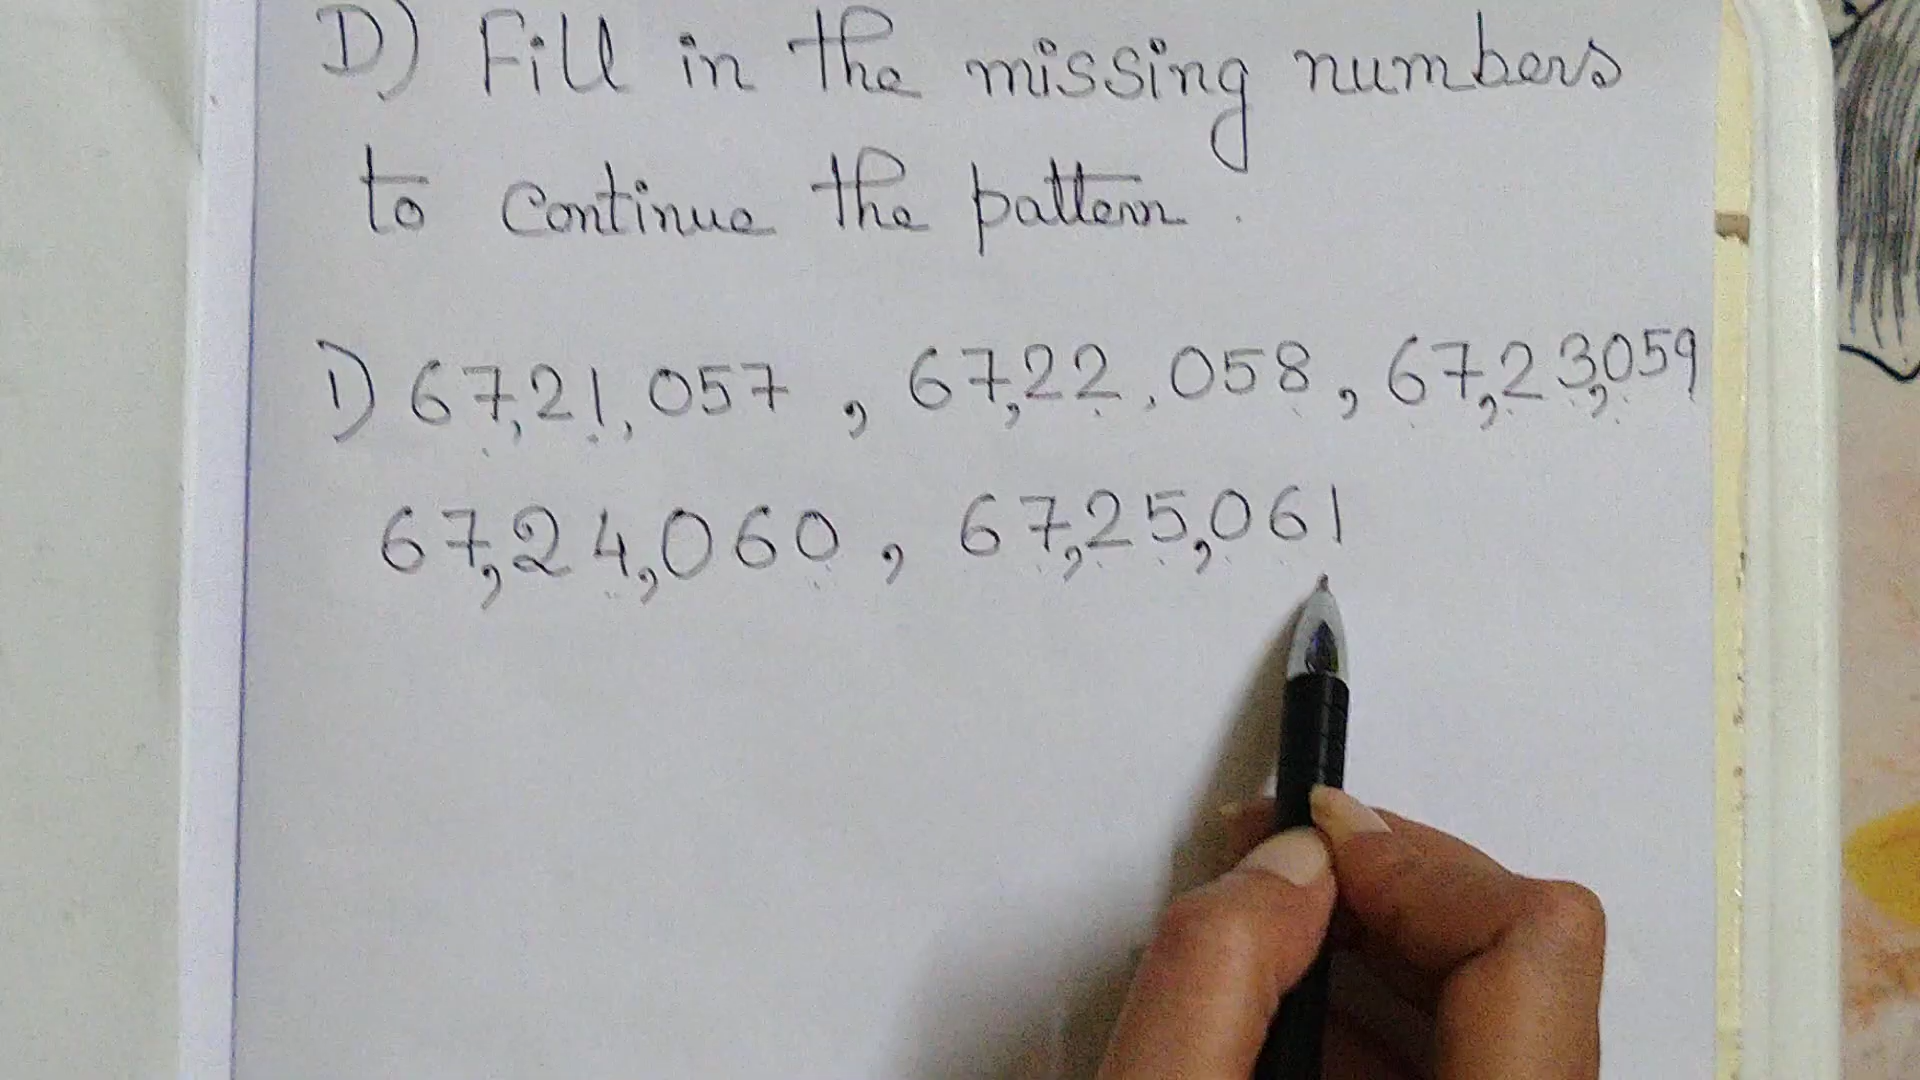 D) Fill in the missing numbers
to continue the pattern.
1) 67,21,057, 67,22,058, 67,23,059
67,24,060, 67,25,061